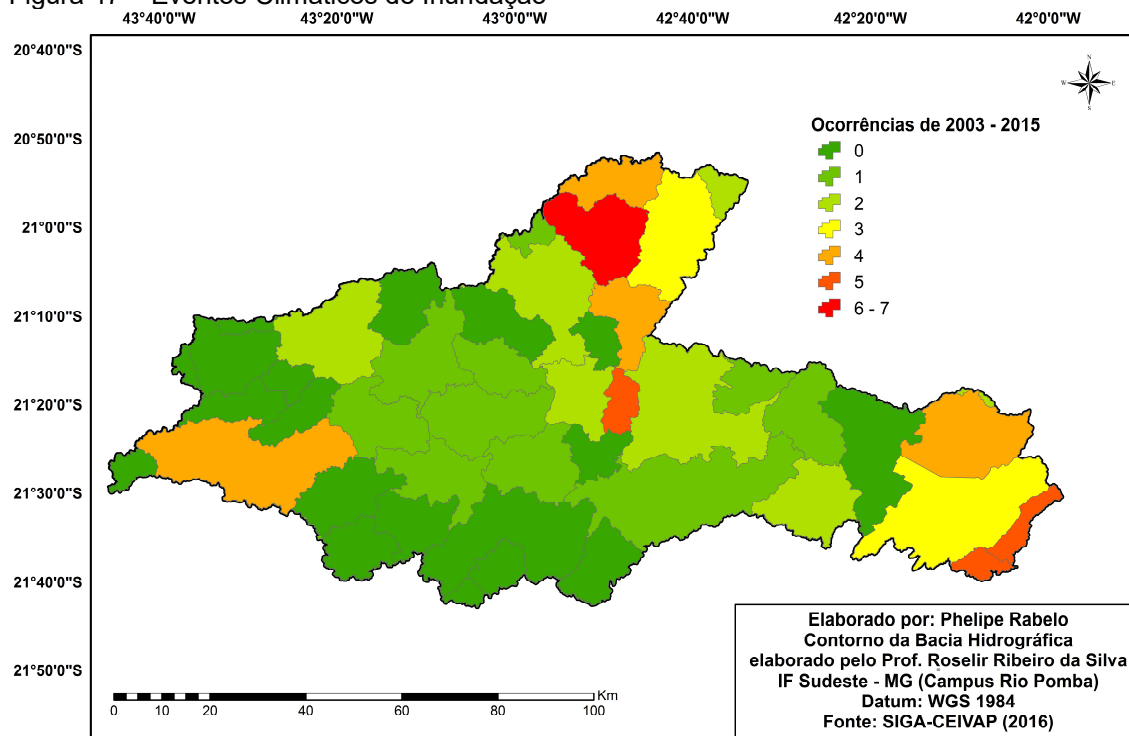 Figura 47 – Eventos Climáticos de Inundação
43°40'0"W 43°20'0"W 43°0'0"W 42°40'0"W 42°20'0"W 42°0'0"W
20°40'0"S
20°50'0"S
21°0'0"S
21°10'0"S
21°20'0"S
21°30'0"S
21°40'0"S
21°50'0"S
N
W E
S
Ocorrências de 2003 - 2015
0
1
2
3
4
5
6 - 7
Km
0 10 20 40 60 80 100
Elaborado por: Phelipe Rabelo
Contorno da Bacia Hidrográfica
elaborado pelo Prof. Roselir Ribeiro da Silva
IF Sudeste - MG (Campus Rio Pomba)
Datum: WGS 1984
Fonte: SIGA-CEIVAP (2016)